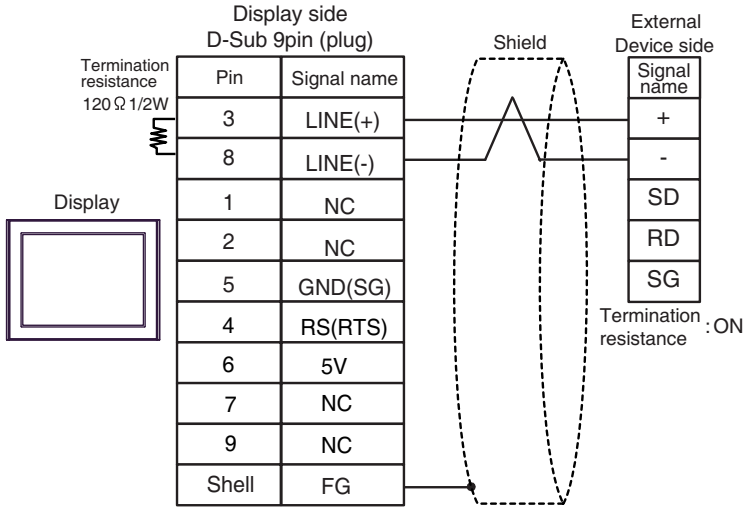 Display side
D-Sub 9pin (plug)
Shield
External
Device side
Termination
resistance
120Ω 1/2W
Pin Signal name
Signal
name
3 LINE(+) +
8 LINE(-) -
Display
1 NC SD
2 NC RD
5 GND(SG) SG
4 RS(RTS)
Termination
resistance :ON
6 5V
7 NC
9 NC
Shell FG